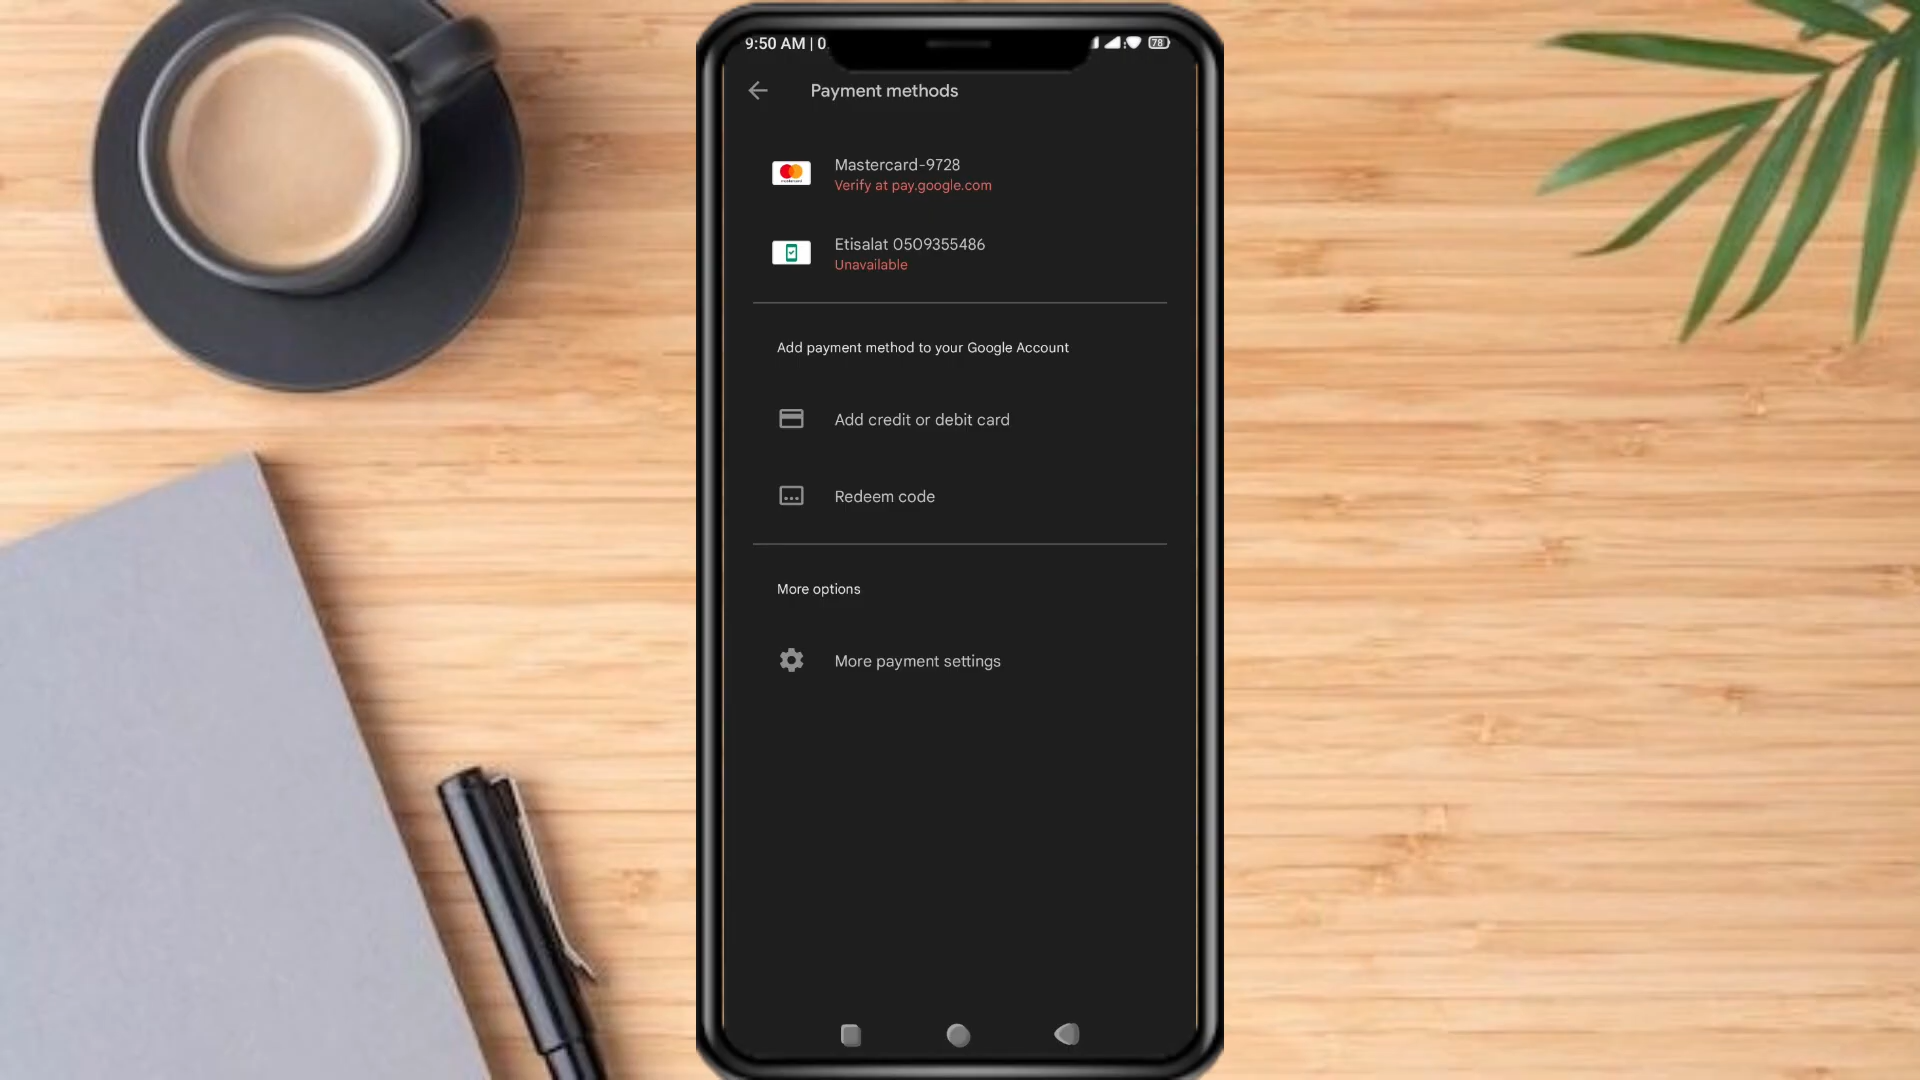 9:50 AM | 0
78
Payment methods
Mastercard-9728
Verify at pay.google.com
Etisalat 0509355486
Unavailable
Add payment method to your Google Account
Add credit or debit card
Redeem code
More options
More payment settings